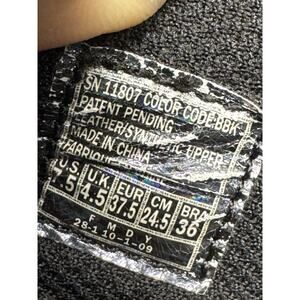 SN 11807 COLOR CODE:BBK
PATENT PENDING
LEATHER/SYNTHETIC UPPER
MADE IN CHINA
U.S. U.K. EUR CM BRA
7.5 4.5 37.5 24.5 36
F M D Y
28-1 10-1-09